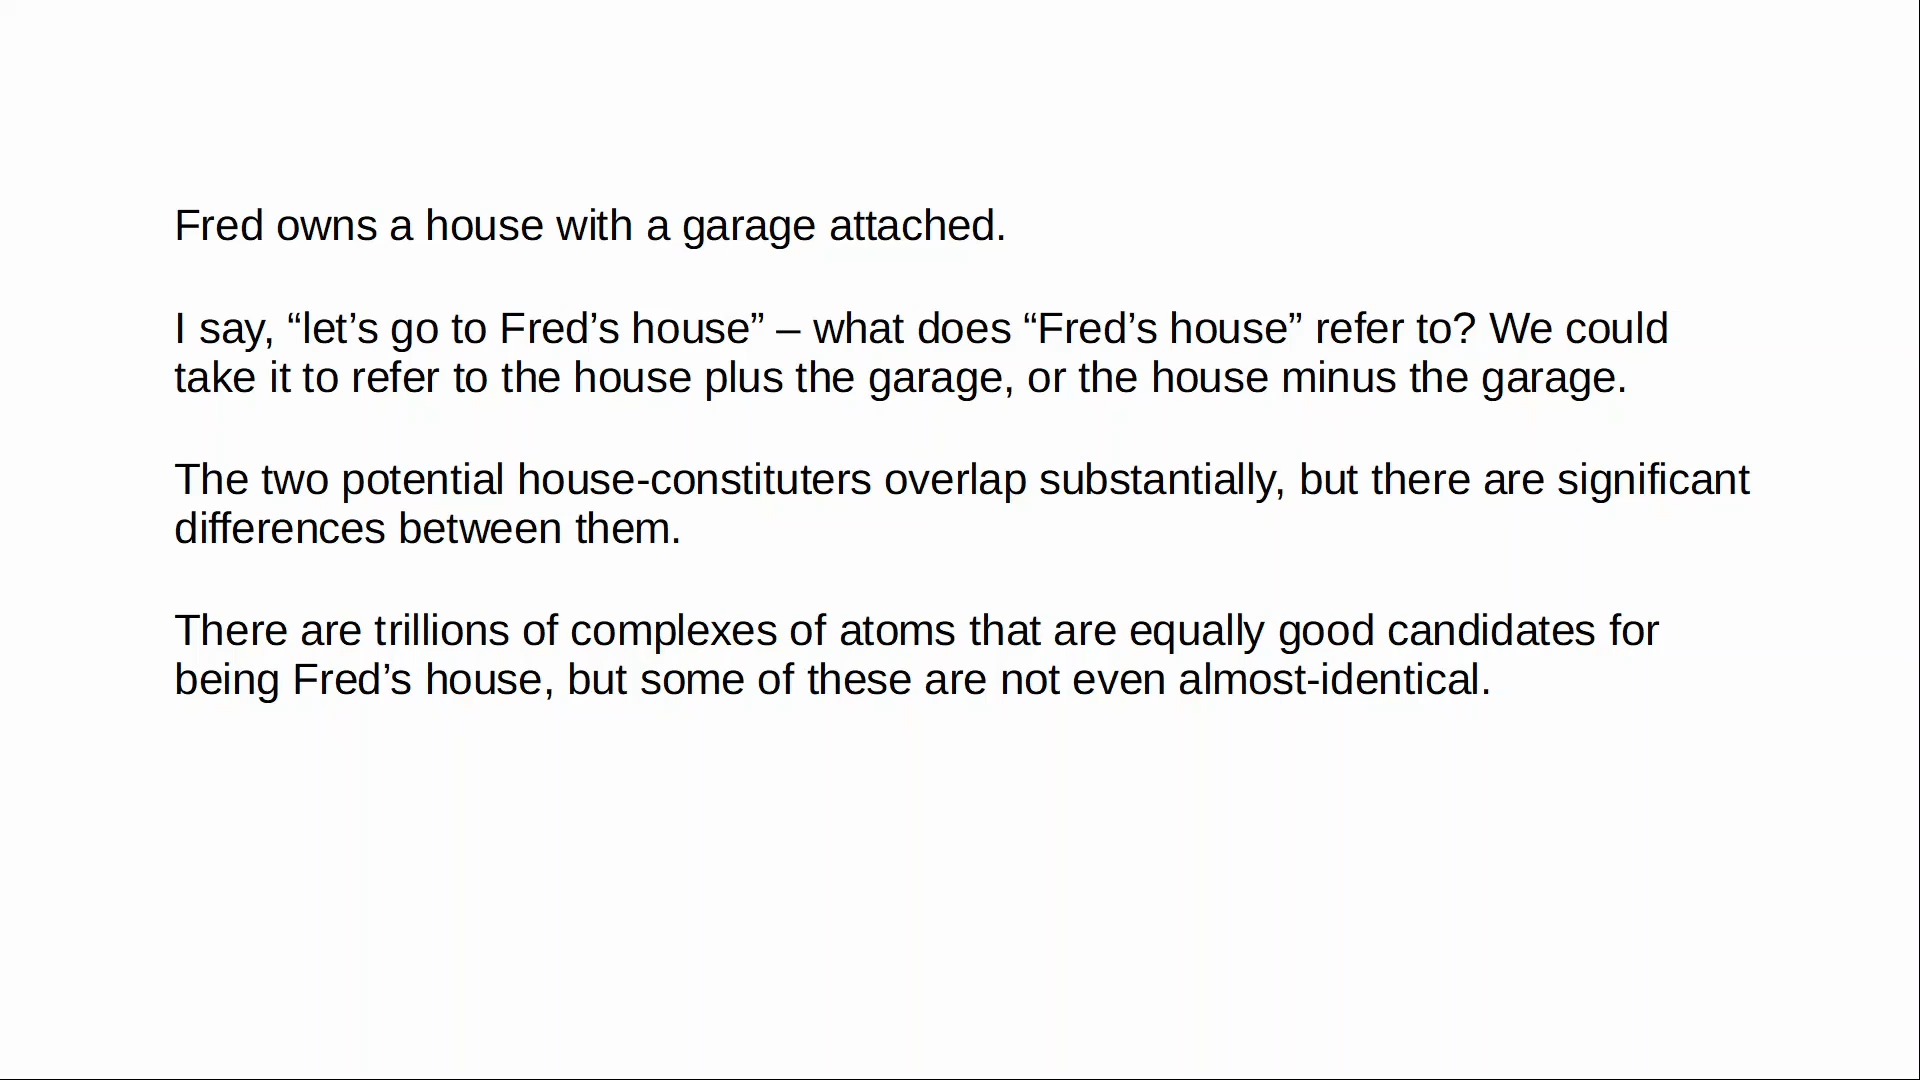 Fred owns a house with a garage attached.
I say, “let’s go to Fred’s house” – what does “Fred’s house” refer to? We could
take it to refer to the house plus the garage, or the house minus the garage.
The two potential house-constituters overlap substantially, but there are significant
differences between them.
There are trillions of complexes of atoms that are equally good candidates for
being Fred’s house, but some of these are not even almost-identical.